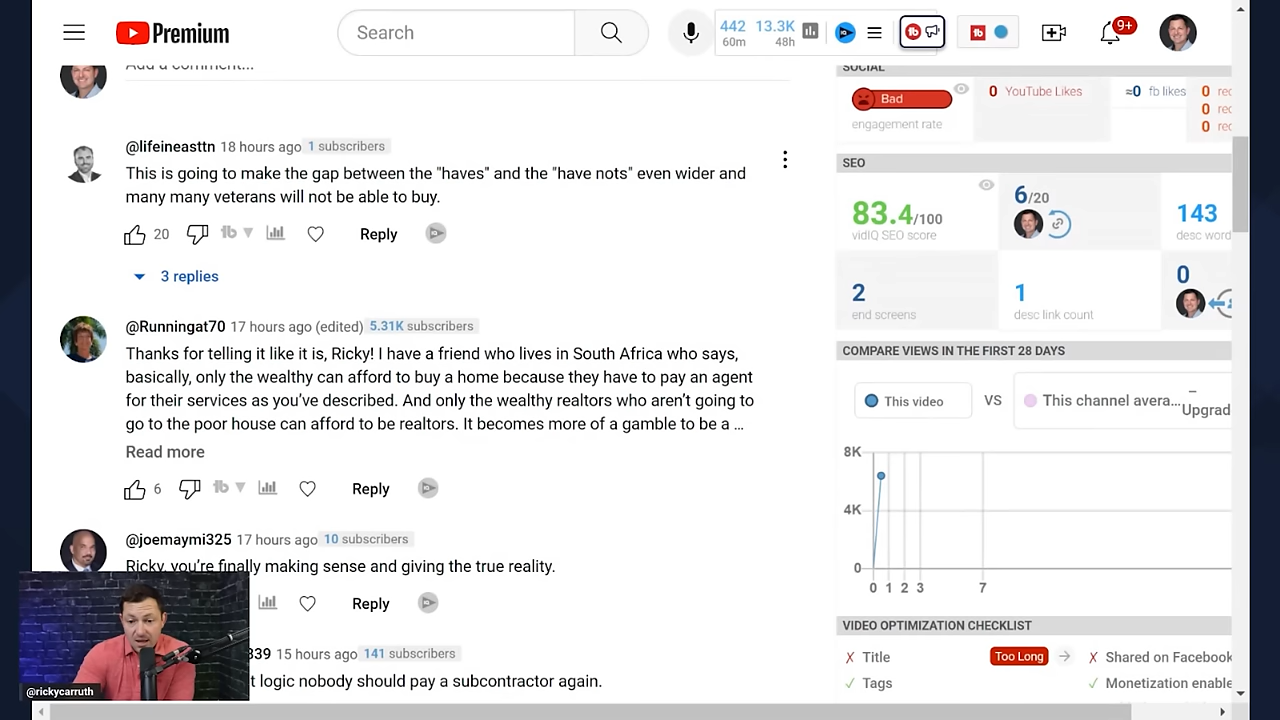 Premium
Search
442 13.3K
60m 48h
9+
Add a comment...
@lifeineasttn 18 hours ago 1 subscribers
This is going to make the gap between the "haves" and the "have nots" even wider and
many many veterans will not be able to buy.
20 Reply
3 replies
@Runningat70 17 hours ago (edited) 5.31K subscribers
Thanks for telling it like it is, Ricky! I have a friend who lives in South Africa who says,
basically, only the wealthy can afford to buy a home because they have to pay an agent
for their services as you've described. And only the wealthy realtors who aren't going to
go to the poor house can afford to be realtors. It becomes more of a gamble to be a ...
Read more
6 Reply
@joemaymi325 17 hours ago 10 subscribers
Ricky, you're finally making sense and giving the true reality.
Reply
339 15 hours ago 141 subscribers
t logic nobody should pay a subcontractor again.
@rickycarruth
SOCIAL
Bad
engagement rate
0 YouTube Likes
≈0 fb likes
0 rec
0 rec
0 rec
SEO
83.4/100
vidIQ SEO score
6/20
143
desc word
2
end screens
1
desc link count
0
COMPARE VIEWS IN THE FIRST 28 DAYS
This video VS This channel avera... –
Upgrad
8K
4K
0
0 1 2 3 7
VIDEO OPTIMIZATION CHECKLIST
Title Too Long
Shared on Facebook
Tags
Monetization enable